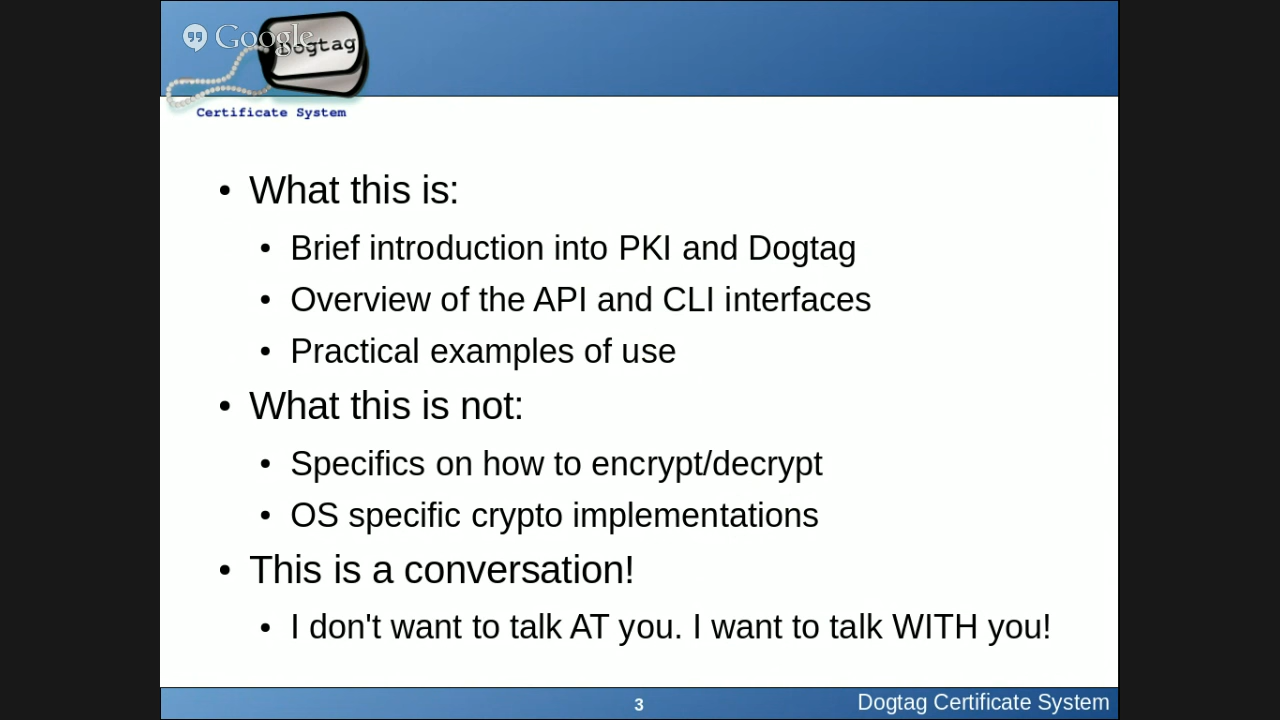 Google
Dogtag
Certificate System
• What this is:
• Brief introduction into PKI and Dogtag
• Overview of the API and CLI interfaces
• Practical examples of use
• What this is not:
• Specifics on how to encrypt/decrypt
• OS specific crypto implementations
• This is a conversation!
• I don't want to talk AT you. I want to talk WITH you!
3
Dogtag Certificate System